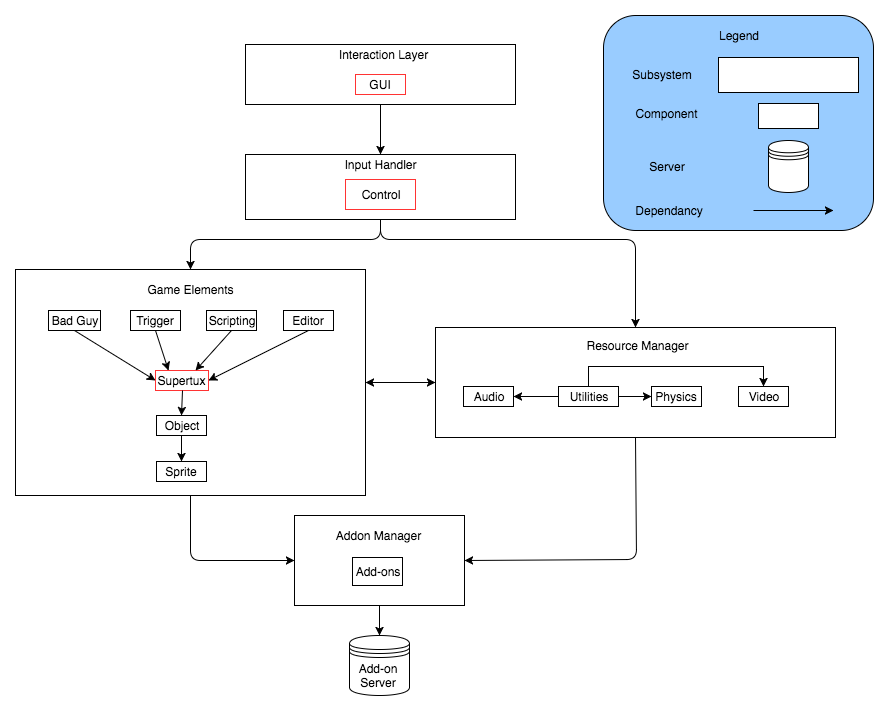 Interaction Layer
GUI
Input Handler
Control
Legend
Subsystem
Component
Server
Dependancy
Game Elements
Bad Guy
Trigger
Scripting
Editor
Supertux
Object
Sprite
Resource Manager
Audio
Utilities
Physics
Video
Addon Manager
Add-ons
Add-on
Server